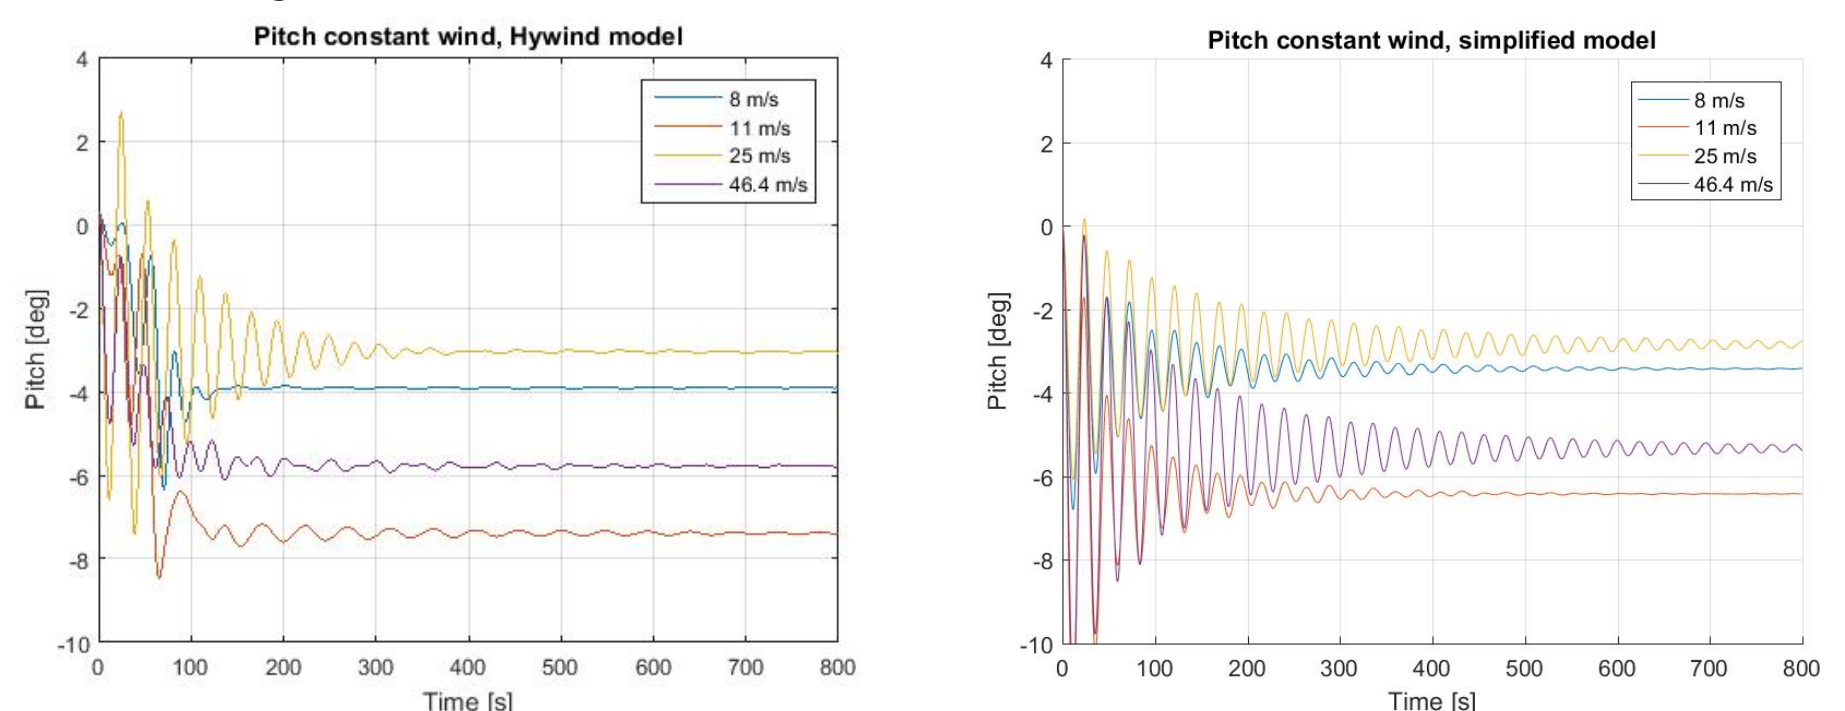 Pitch constant wind, Hywind model
4
2
0
-2
-4
-6
-8
-10
Pitch [deg]
8 m/s
11 m/s
25 m/s
46.4 m/s
0 100 200 300 400 500 600 700 800
Time [s]
Pitch constant wind, simplified model
4
2
0
-2
-4
-6
-8
-10
Pitch [deg]
8 m/s
11 m/s
25 m/s
46.4 m/s
0 100 200 300 400 500 600 700 800
Time [s]